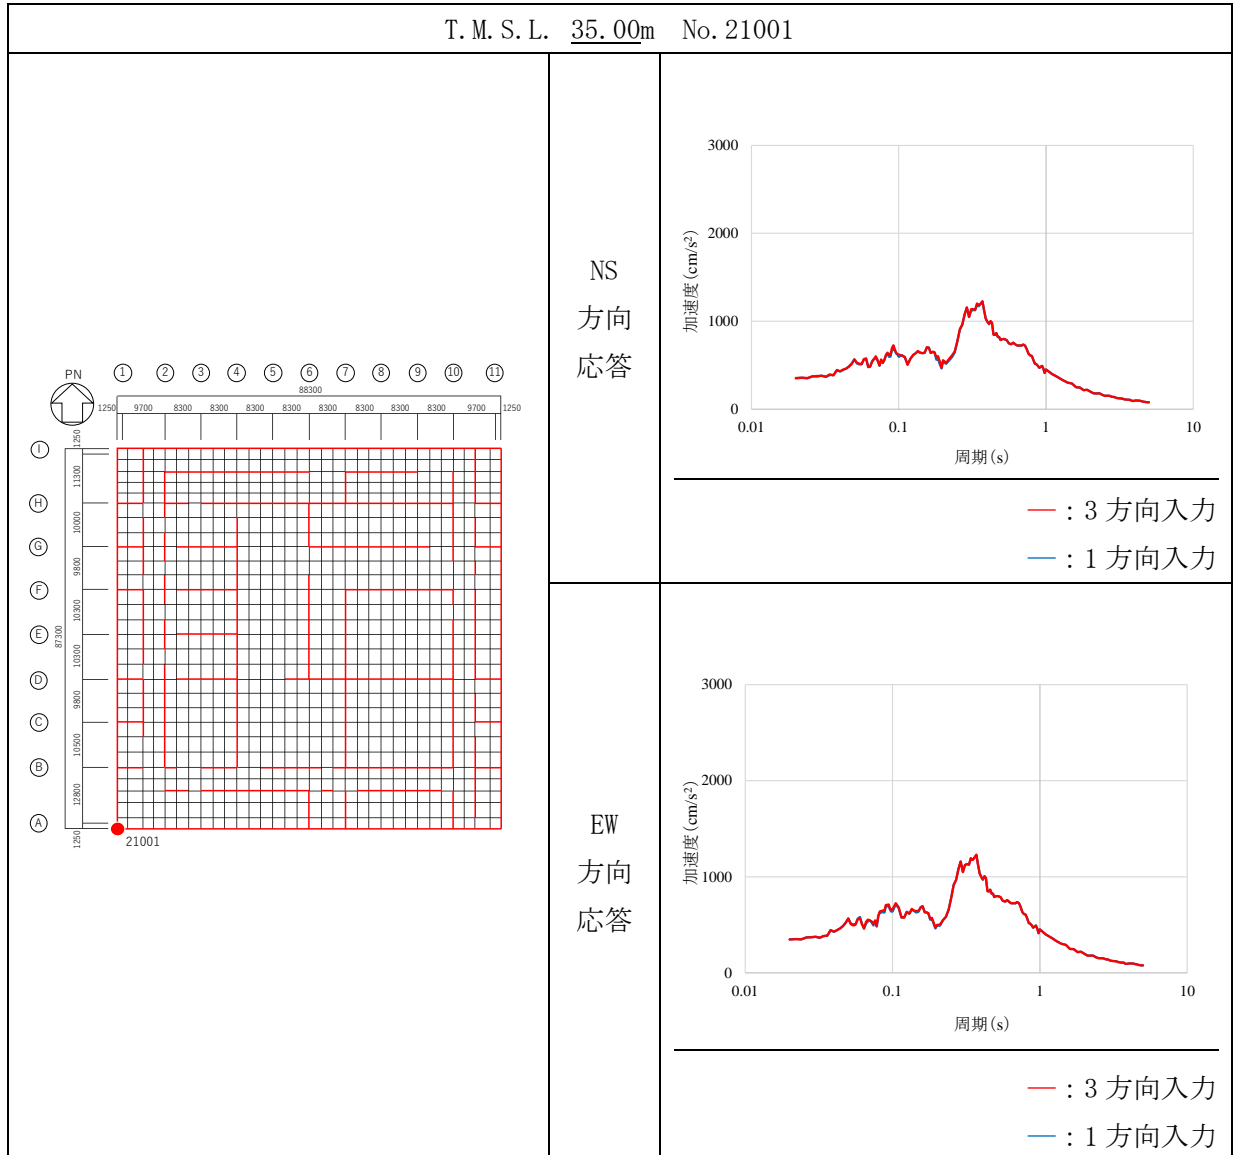 T.M.S.L. 35.00m No.21001
PN
1 2 3 4 5 6 7 8 9 10 11
88300
1250 9700 8300 8300 8300 8300 8300 8300 8300 8300 9700 1250
I
H
G
F
E
D
C
B
A
1250
11300
10000
9800
10300
10300
9800
10500
12800
1250
87300
21001
NS
方向
応答
加速度(cm/s²)
3000
2000
1000
0
0.01 0.1 1 10
周期(s)
— : 3 方向入力
— : 1 方向入力
EW
方向
応答
加速度(cm/s²)
3000
2000
1000
0
0.01 0.1 1 10
周期(s)
— : 3 方向入力
— : 1 方向入力